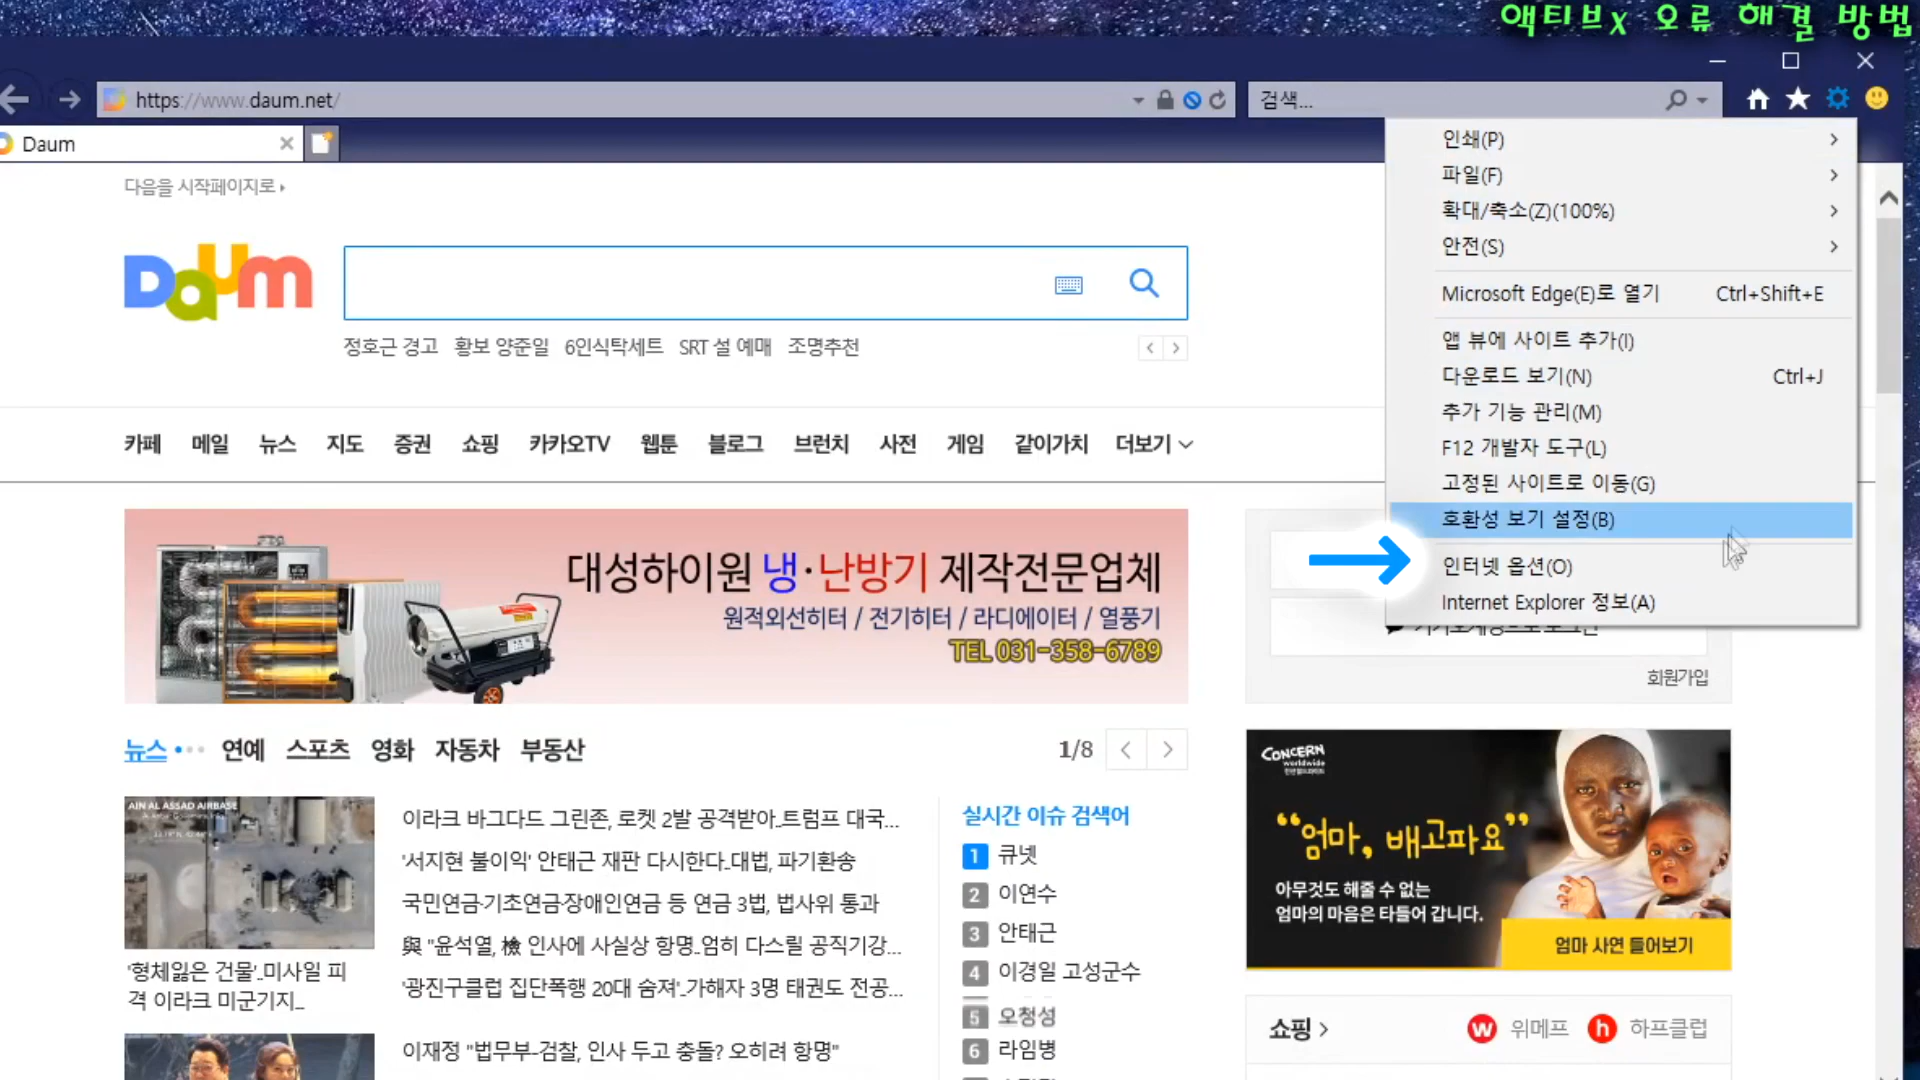 액티브X 오류 해결 방법
https://www.daum.net/
검색...
Daum
인쇄(P)
파일(F)
확대/축소(Z)(100%)
안전(S)
Microsoft Edge(E)로 열기 Ctrl+Shift+E
앱 뷰에 사이트 추가(I)
다운로드 보기(N) Ctrl+J
추가 기능 관리(M)
F12 개발자 도구(L)
고정된 사이트로 이동(G)
호환성 보기 설정(B)
인터넷 옵션(O)
Internet Explorer 정보(A)
다음을 시작페이지로
Daum
정호근 경고 황보 양준일 6인식탁세트 SRT 설 예매 조명추천
카페 메일 뉴스 지도 증권 쇼핑 카카오TV 웹툰 블로그 브런치 사전 게임 같이가치 더보기
대성하이원 냉·난방기 제작전문업체
원적외선히터 / 전기히터 / 라디에이터 / 열풍기
TEL 031-358-6789
회원가입
뉴스 연예 스포츠 영화 자동차 부동산
1/8
AIN AL ASSAD AIRBASE
'형체잃은 건물'..미사일 피
격 이라크 미군기지..
이라크 바그다드 그린존, 로켓 2발 공격받아..트럼프 대국...
'서지현 불이익' 안태근 재판 다시한다..대법, 파기환송
국민연금·기초연금·장애인연금 등 연금 3법, 법사위 통과
與 "윤석열, 檢 인사에 사실상 항명..엄히 다스릴 공직기강...
'광진구클럽 집단폭행 20대 숨져'..가해자 3명 태권도 전공...
이재정 "법무부-검찰, 인사 두고 충돌? 오히려 항명"
실시간 이슈 검색어
1 큐넷
2 이연수
3 안태근
4 이경일 고성군수
5 오청성
6 라임병
CONCERN
worldwide
"엄마, 배고파요"
아무것도 해줄 수 없는
엄마의 마음은 타들어 갑니다.
엄마 사연 들어보기
쇼핑 >
w 위메프 h 하프클럽